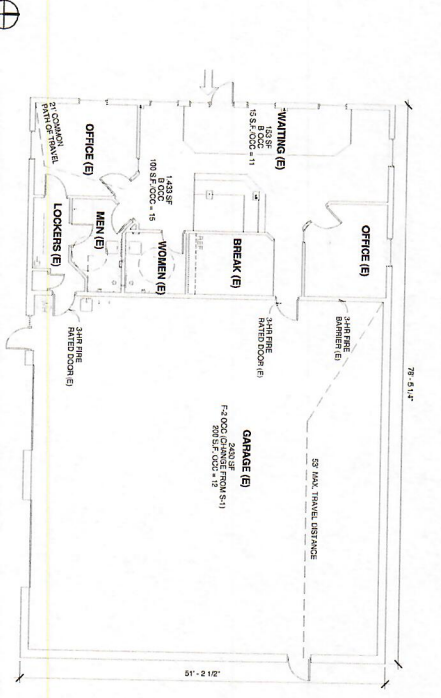 78' - 5 1/4"
51' - 2 1/2"
WAITING (E)
153 SF
B OCC
15 S.F./OCC = 11
OFFICE (E)
3-HR FIRE
BARRIER (E)
53' MAX. TRAVEL DISTANCE
BREAK (E)
3-HR FIRE
RATED DOOR (E)
GARAGE (E)
2430 SF
F-2 OCC (CHANGE FROM S-1)
200 S.F. OCC = 12
1,433 SF
B OCC
100 S.F./OCC = 15
WOMEN (E)
OFFICE (E)
MEN (E)
LOCKERS (E)
21' COMMON
PATH OF TRAVEL
3-HR FIRE
RATED DOOR (E)